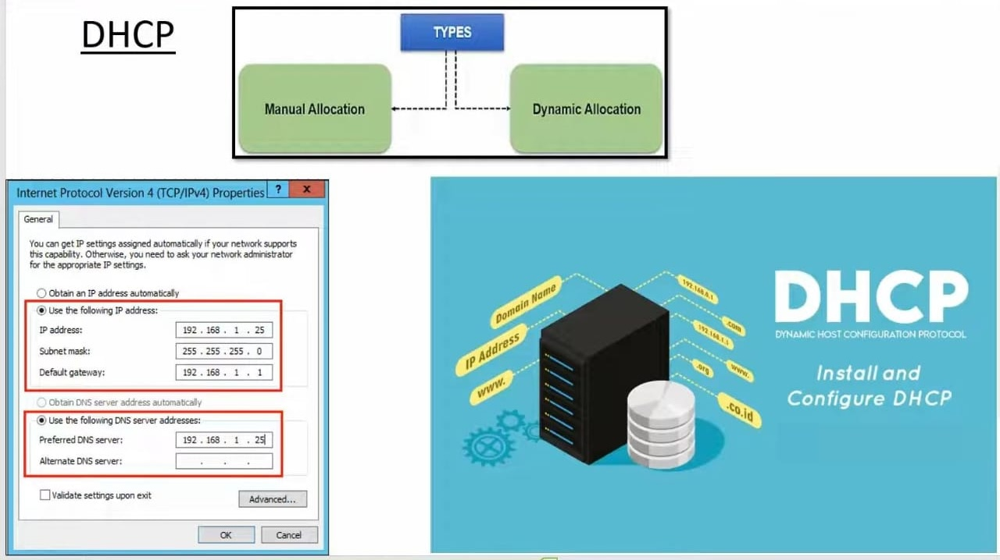 DHCP
TYPES
Manual Allocation
Dynamic Allocation
Internet Protocol Version 4 (TCP/IPv4) Properties
?
X
General
You can get IP settings assigned automatically if your network supports
this capability. Otherwise, you need to ask your network administrator
for the appropriate IP settings.
Obtain an IP address automatically
Use the following IP address:
IP address: 192 . 168 . 1 . 25
Subnet mask: 255 . 255 . 255 . 0
Default gateway: 192 . 168 . 1 . 1
Obtain DNS server address automatically
Use the following DNS server addresses:
Preferred DNS server: 192 . 168 . 1 . 25
Alternate DNS server: . . .
Validate settings upon exit
Advanced...
OK
Cancel
Domain Name
IP Address
www.
192.168.6.1
.com
192.168.1.5
.org
www.
.co.id
DHCP
DYNAMIC HOST CONFIGURATION PROTOCOL
Install and
Configure DHCP